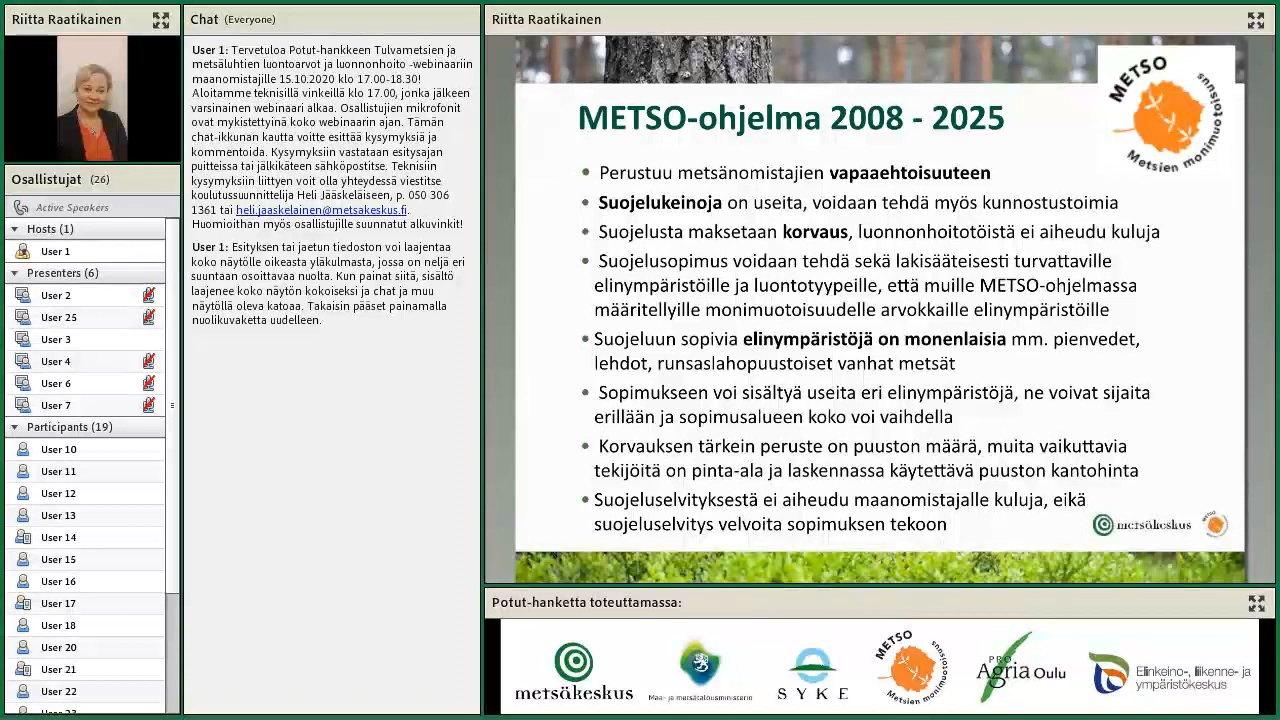 Riitta Raatikainen
Osallistujat (26)
Active Speakers
Hosts (1)
User 1
Presenters (6)
User 2
User 25
User 3
User 4
User 6
User 7
Participants (19)
User 10
User 11
User 12
User 13
User 14
User 15
User 16
User 17
User 18
User 20
User 21
User 22
Chat (Everyone)
User 1: Tervetuloa Potut-hankkeen Tulvametsien ja
metsäluhtien luontoarvot ja luonnonhoito -webinaariin
maanomistajille 15.10.2020 klo 17.00-18.30!
Aloitamme teknisillä vinkeillä klo 17.00, jonka jälkeen
varsinainen webinaari alkaa. Osallistujien mikrofonit
ovat mykistettyinä koko webinaarin ajan. Tämän
chat-ikkunan kautta voitte esittää kysymyksiä ja
kommentoida. Kysymyksiin vastataan esitysajan
puitteissa tai jälkikäteen sähköpostitse. Teknisiin
kysymyksiin liittyen voit olla yhteydessä viestitse
koulutussuunnittelija Heli Jääskeläiseen, p. 050 306
1361 tai heli.jaaskelainen@metsakeskus.fi.
Huomioithan myös osallistujille suunnatut alkuvinkit!
User 1: Esityksen tai jaetun tiedoston voi laajentaa
koko näytölle oikeasta yläkulmasta, jossa on neljä eri
suuntaan osoittavaa nuolta. Kun painat siitä, sisältö
laajenee koko näytön kokoiseksi ja chat ja muu
näytöllä oleva katoaa. Takaisin pääset painamalla
nuolikuvaketta uudelleen.
Riitta Raatikainen
METSO
Metsien monimuotoisuus
METSO-ohjelma 2008 - 2025
• Perustuu metsänomistajien vapaaehtoisuuteen
• Suojelukeinoja on useita, voidaan tehdä myös kunnostustoimia
• Suojelusta maksetaan korvaus, luonnonhoitotöistä ei aiheudu kuluja
• Suojelusopimus voidaan tehdä sekä lakisääteisesti turvattaville
elinympäristöille ja luontotyypeille, että muille METSO-ohjelmassa
määritellyille monimuotoisuudelle arvokkaille elinympäristöille
• Suojeluun sopivia elinympäristöjä on monenlaisia mm. pienvedet,
lehdot, runsaslahopuustoiset vanhat metsät
• Sopimukseen voi sisältyä useita eri elinympäristöjä, ne voivat sijaita
erillään ja sopimusalueen koko voi vaihdella
• Korvauksen tärkein peruste on puuston määrä, muita vaikuttavia
tekijöitä on pinta-ala ja laskennassa käytettävä puuston kantohinta
• Suojeluselvityksestä ei aiheudu maanomistajalle kuluja, eikä
suojeluselvitys velvoita sopimuksen tekoon
metsäkeskus
Potut-hanketta toteuttamassa:
metsäkeskus
Maa- ja metsätalousministeriö
SYKE
METSO
Metsien monimuotoisuus
PRO
Agria Oulu
Elinkeino-, liikenne- ja
ympäristökeskus